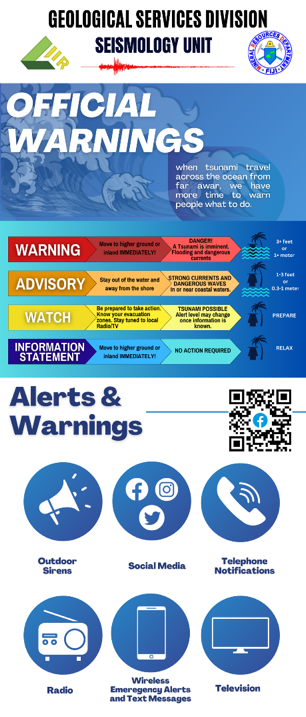 GEOLOGICAL SERVICES DIVISION
SEISMOLOGY UNIT
MINERAL RESOURCES DEPARTMENT
FIJI
OFFICIAL
WARNINGS
when tsunami travel
across the ocean from
far awar, we have
more time to warn
people what to do.
WARNING
Move to higher ground or
inland IMMEDIATELY!
DANGER!
A Tsunami is imminent.
Flooding and dangerous
currents
3+ feet
or
1+ meter
ADVISORY
Stay out of the water and
away from the shore
STRONG CURRENTS AND
DANGEROUS WAVES
in or near coastal waters.
1-3 feet
or
0.3-1 meter
WATCH
Be prepared to take action.
Know your evacuation
zones. Stay tuned to local
Radio/TV
TSUNAMI POSSIBLE
Alert level may change
once information is
known.
PREPARE
INFORMATION
STATEMENT
Move to higher ground or
inland IMMEDIATELY!
NO ACTION REQUIRED
RELAX
Alerts &
Warnings
Outdoor
Sirens
Social Media
Telephone
Notifications
Radio
Wireless
Emeregency Alerts
and Text Messages
Television